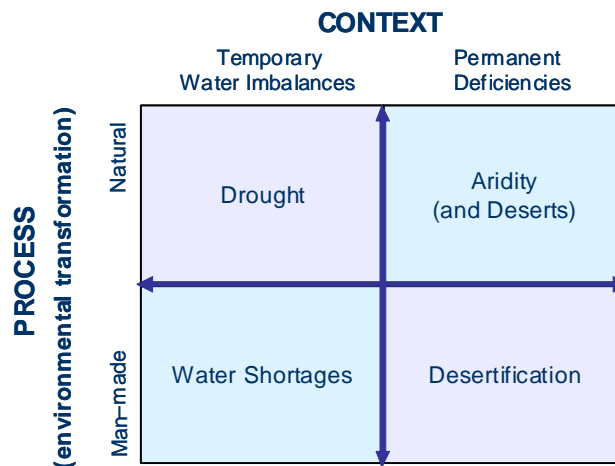 CONTEXT
Temporary
Water Imbalances
Permanent
Deficiencies
PROCESS
(environmental transformation)
Natural
Man-made
Drought
Aridity
(and Deserts)
Water Shortages
Desertification